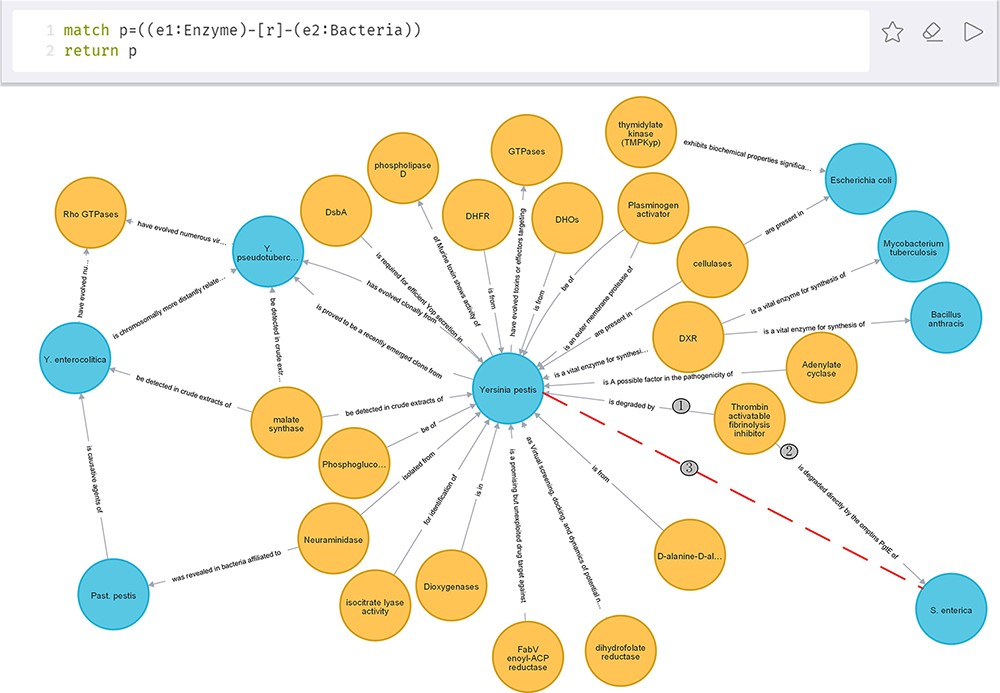 1 match p=((e1:Enzyme)-[r]-(e2:Bacteria))
2 return p
thymidylate
kinase
(TMPKyp)
exhibits biochemical properties significa...
Escherichia coli
GTPases
phospholipase
D
Plasminogen
activator
DsbA
DHFR
DHOs
Rho GTPases
have evolved numerous vir...
Y.
pseudotuberc...
cellulases
are present in
Mycobacterium
tuberculosis
of Murine toxin shows activity of
have evolved toxins or effectors targeting
is required for efficient Yop secretion in
has evolved clonally from
is from
is from
be of
is an outer membrane protease of
are present in
have evolved nu...
is chromosomally more distantly relate...
be detected in crude extr...
is proved to be a recently emerged clone from
is a vital enzyme for synthesis of
Bacillus
anthracis
DXR
is a vital enzyme for synthesis of
is a vital enzyme for synthesi...
Y. enterocolitica
Yersinia pestis
is A possible factor in the pathogenicity of
Adenylate
cyclase
be detected in crude extracts of
be detected in crude extracts of
is degraded by
1
malate
synthase
Thrombin
activatable
fibrinolysis
inhibitor
be of
2
Phosphogluco...
isolated from
3
is causative agents of
for identification of
is in
is a promising but unexploited drug target against
as Virtual screening, docking, and dynamics of potential n...
is from
is degraded directly by the omptins PgtE of
Neuraminidase
was revealed in bacteria affiliated to
D-alanine-D-al...
Past. pestis
isocitrate lyase
activity
Dioxygenases
S. enterica
FabV
enoyl-ACP
reductase
dihydrofolate
reductase